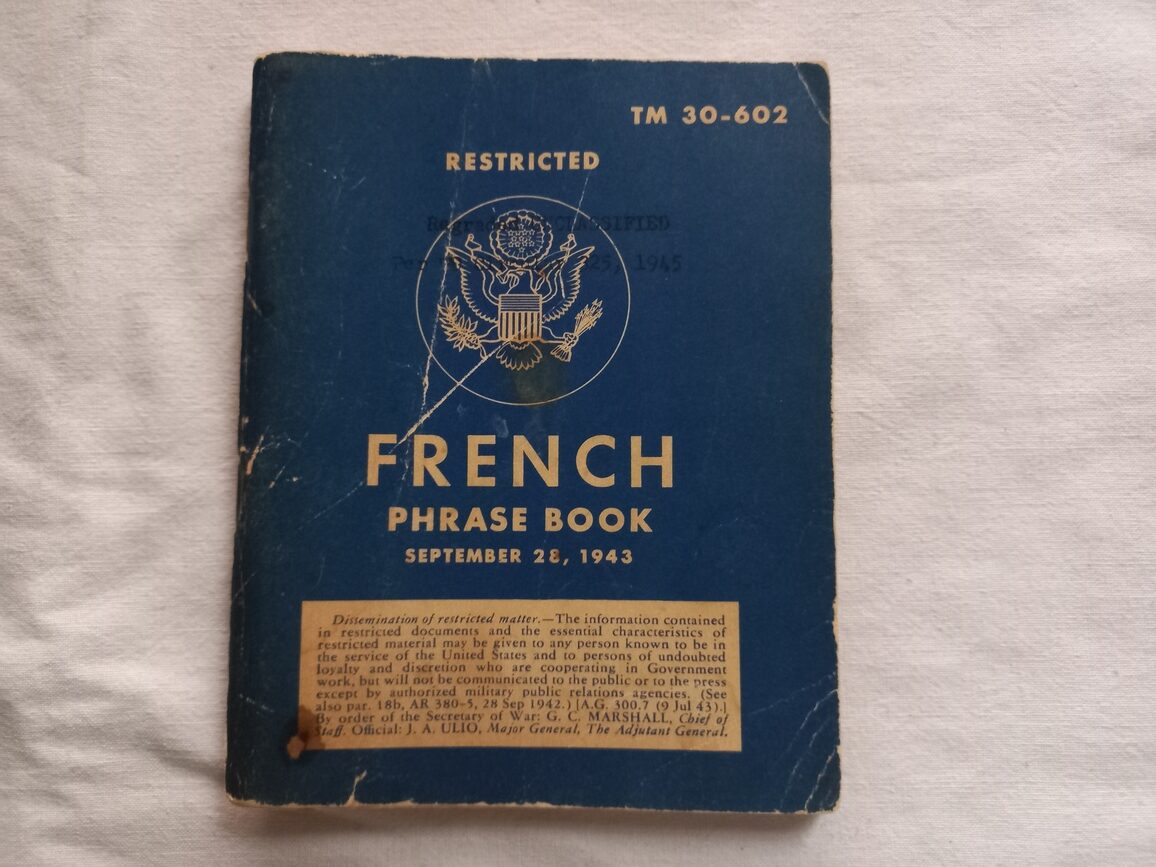 TM 30-602
RESTRICTED
Regraded UNCLASSIFIED
25, 1945
FRENCH
PHRASE BOOK
SEPTEMBER 28, 1943
Dissemination of restricted matter.—The information contained
in restricted documents and the essential characteristics of
restricted material may be given to any person known to be in
the service of the United States and to persons of undoubted
loyalty and discretion who are cooperating in Government
work, but will not be communicated to the public or to the press
except by authorized military public relations agencies. (See
also par. 18b, AR 380-5, 28 Sep 1942.) [A.G. 300.7 (9 Jul 43).]
By order of the Secretary of War: G. C. MARSHALL, Chief of
Staff. Official: J. A. ULIO, Major General, The Adjutant General.